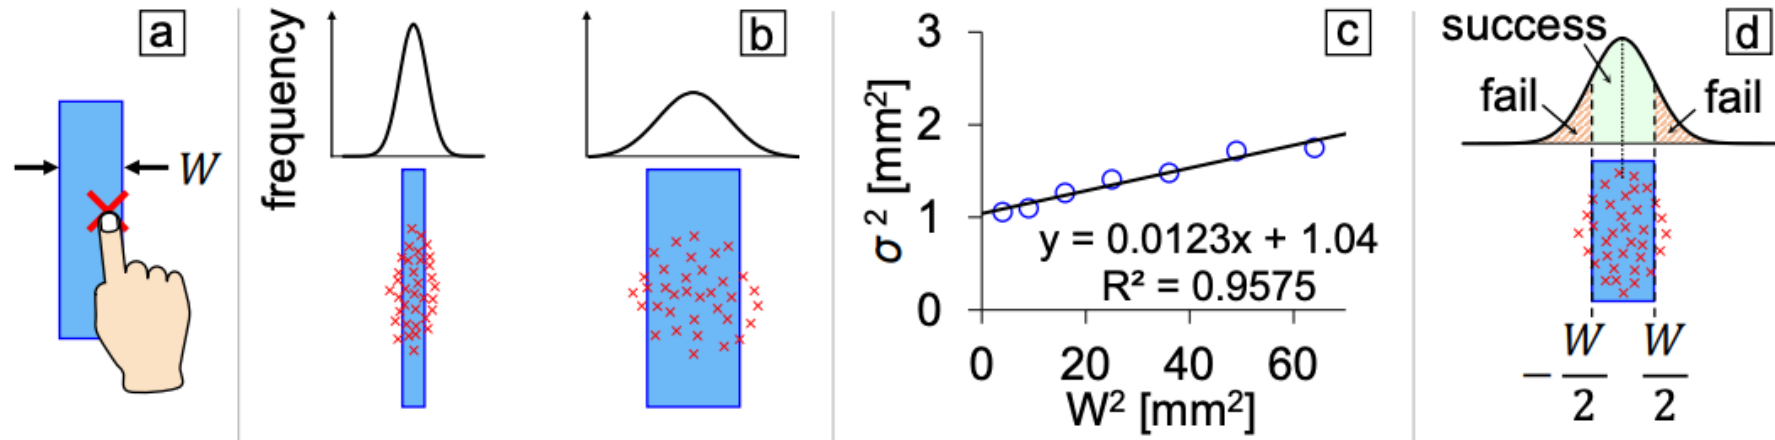 a
W
frequency
b
c
3
2
1
0
σ² [mm²]
y = 0.0123x + 1.04
R² = 0.9575
0 20 40 60
W² [mm²]
d
success
fail
fail
− W/2
W/2